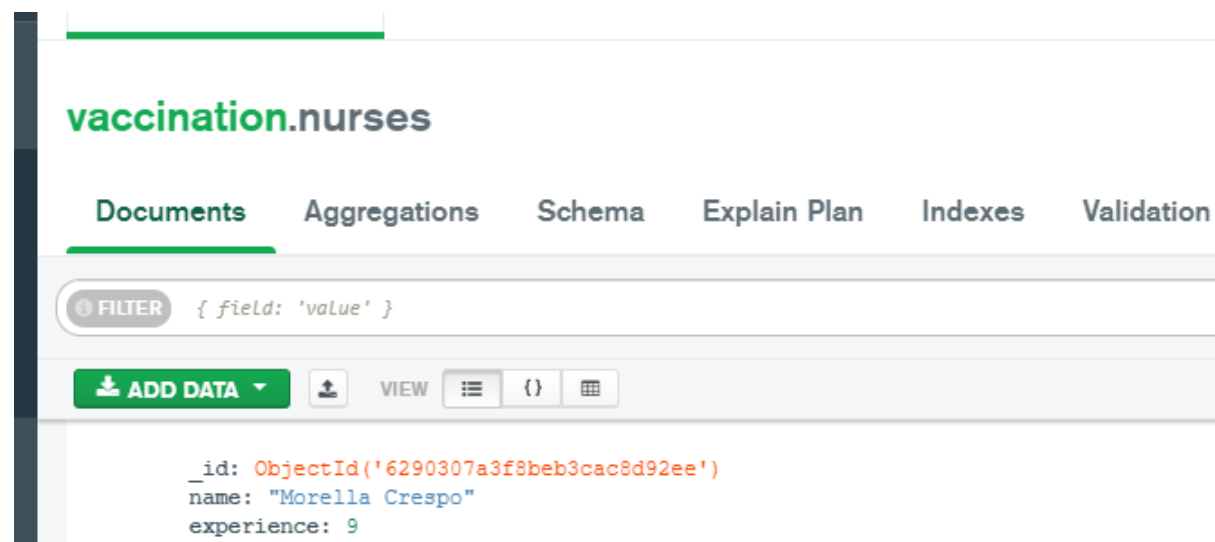 vaccination.nurses
Documents Aggregations Schema Explain Plan Indexes Validation
FILTER { field: 'value' }
ADD DATA VIEW {}
_id: ObjectId('6290307a3f8beb3cac8d92ee')
name: "Morella Crespo"
experience: 9